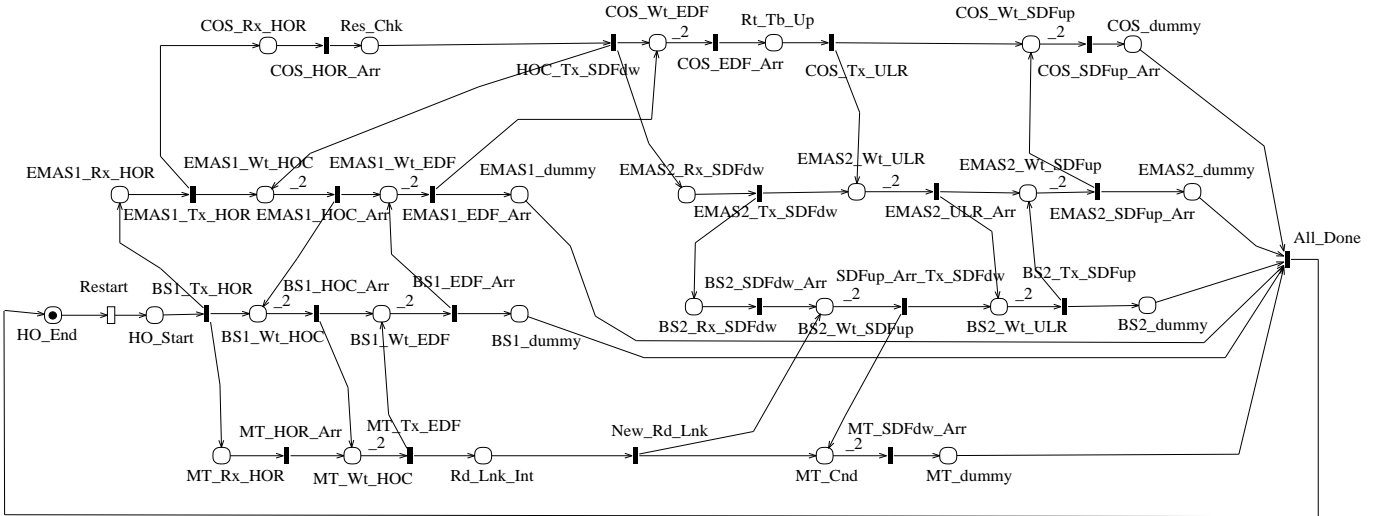 COS_Rx_HOR
Res_Chk
COS_Wt_EDF
Rt_Tb_Up
COS_Wt_SDFup
COS_dummy
_2
_2
COS_HOR_Arr
HOC_Tx_SDFdw
COS_EDF_Arr
COS_Tx_ULR
COS_SDFup_Arr
EMAS1_Rx_HOR
EMAS1_Wt_HOC
EMAS1_Wt_EDF
EMAS1_dummy
EMAS2_Rx_SDFdw
EMAS2_Wt_ULR
EMAS2_Wt_SDFup
EMAS2_dummy
_2
_2
_2
_2
EMAS1_Tx_HOR
EMAS1_HOC_Arr
EMAS1_EDF_Arr
EMAS2_Tx_SDFdw
EMAS2_ULR_Arr
EMAS2_SDFup_Arr
All_Done
Restart
BS1_Tx_HOR
BS1_HOC_Arr
BS1_EDF_Arr
BS2_SDFdw_Arr
SDFup_Arr_Tx_SDFdw
BS2_Tx_SDFup
_2
_2
_2
_2
HO_End
HO_Start
BS1_Wt_HOC
BS1_Wt_EDF
BS1_dummy
BS2_Rx_SDFdw
BS2_Wt_SDFup
BS2_Wt_ULR
BS2_dummy
MT_HOR_Arr
MT_Tx_EDF
New_Rd_Lnk
MT_SDFdw_Arr
_2
_2
MT_Rx_HOR
MT_Wt_HOC
Rd_Lnk_Int
MT_Cnd
MT_dummy